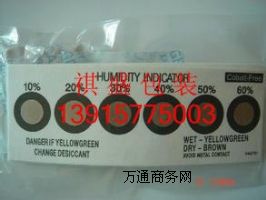 HUMIDITY INDICATOR
Cobalt-Free
10% 20% 30% 40% 50% 60%
祺 包装
13915775003
DANGER IF YELLOWGREEN
CHANGE DESICCANT
WET - YELLOWGREEN
DRY - BROWN
AVOID METAL CONTACT
万通商务网